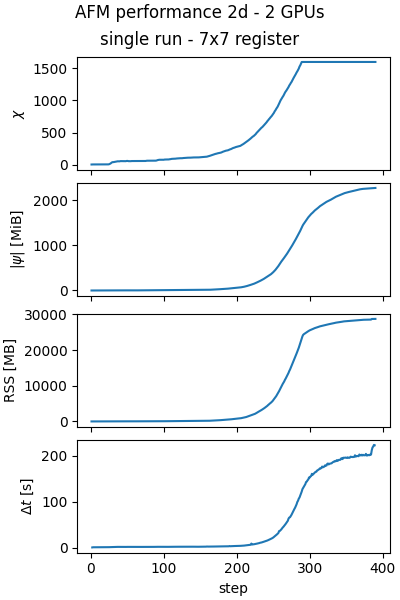 AFM performance 2d - 2 GPUs
single run - 7x7 register
1500
1000
500
0
χ
2000
1000
0
|ψ| [MiB]
30000
20000
10000
0
RSS [MB]
200
100
0
Δt [s]
0 100 200 300 400
step